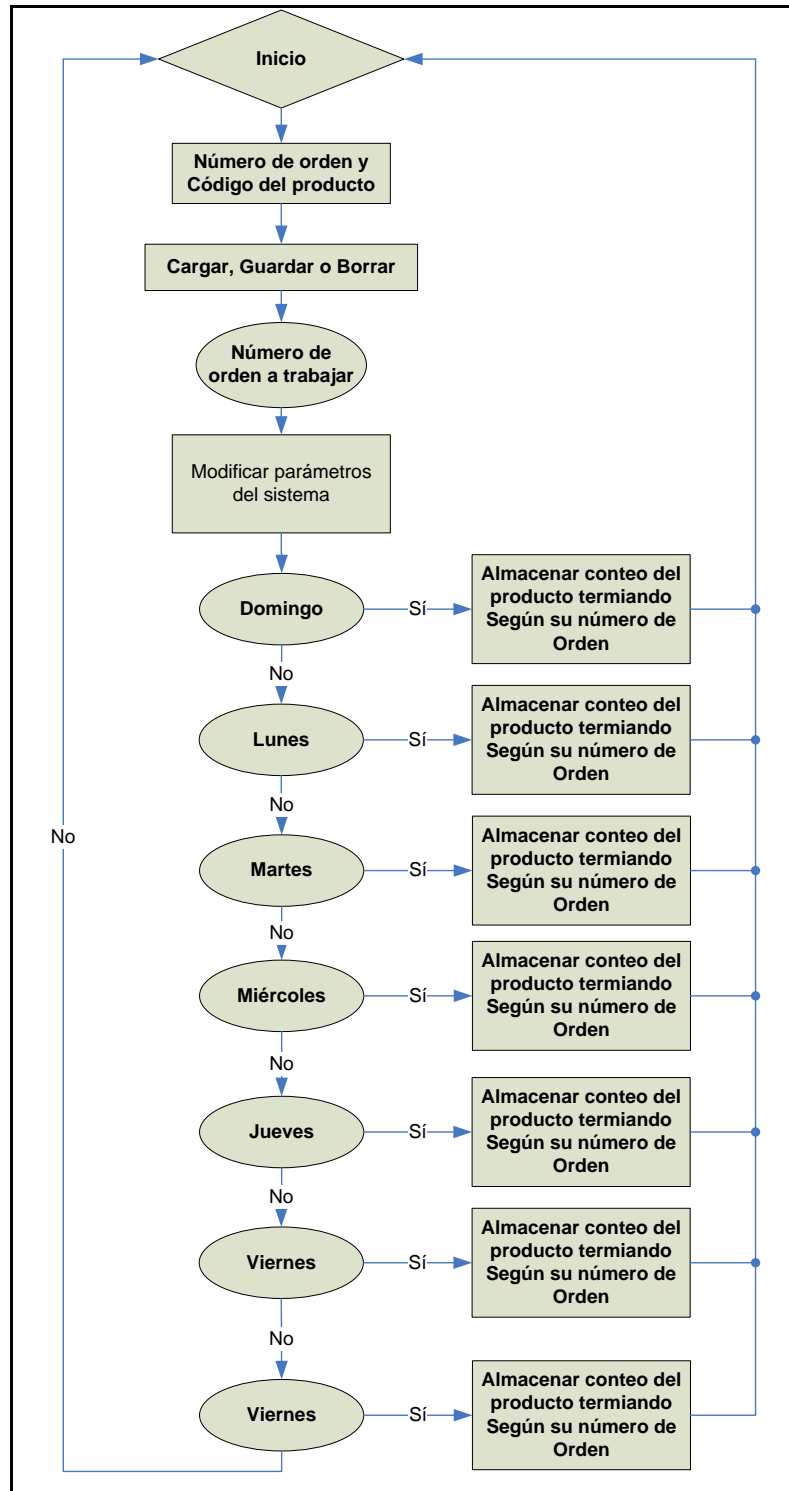 Inicio
Número de orden y
Código del producto
Cargar, Guardar o Borrar
Número de
orden a trabajar
Modificar parámetros
del sistema
Domingo
Sí
Almacenar conteo del
producto termiando
Según su número de
Orden
No
Lunes
Sí
Almacenar conteo del
producto termiando
Según su número de
Orden
No
No
Martes
Sí
Almacenar conteo del
producto termiando
Según su número de
Orden
No
Miércoles
Sí
Almacenar conteo del
producto termiando
Según su número de
Orden
No
Jueves
Sí
Almacenar conteo del
producto termiando
Según su número de
Orden
No
Viernes
Sí
Almacenar conteo del
producto termiando
Según su número de
Orden
No
Viernes
Sí
Almacenar conteo del
producto termiando
Según su número de
Orden